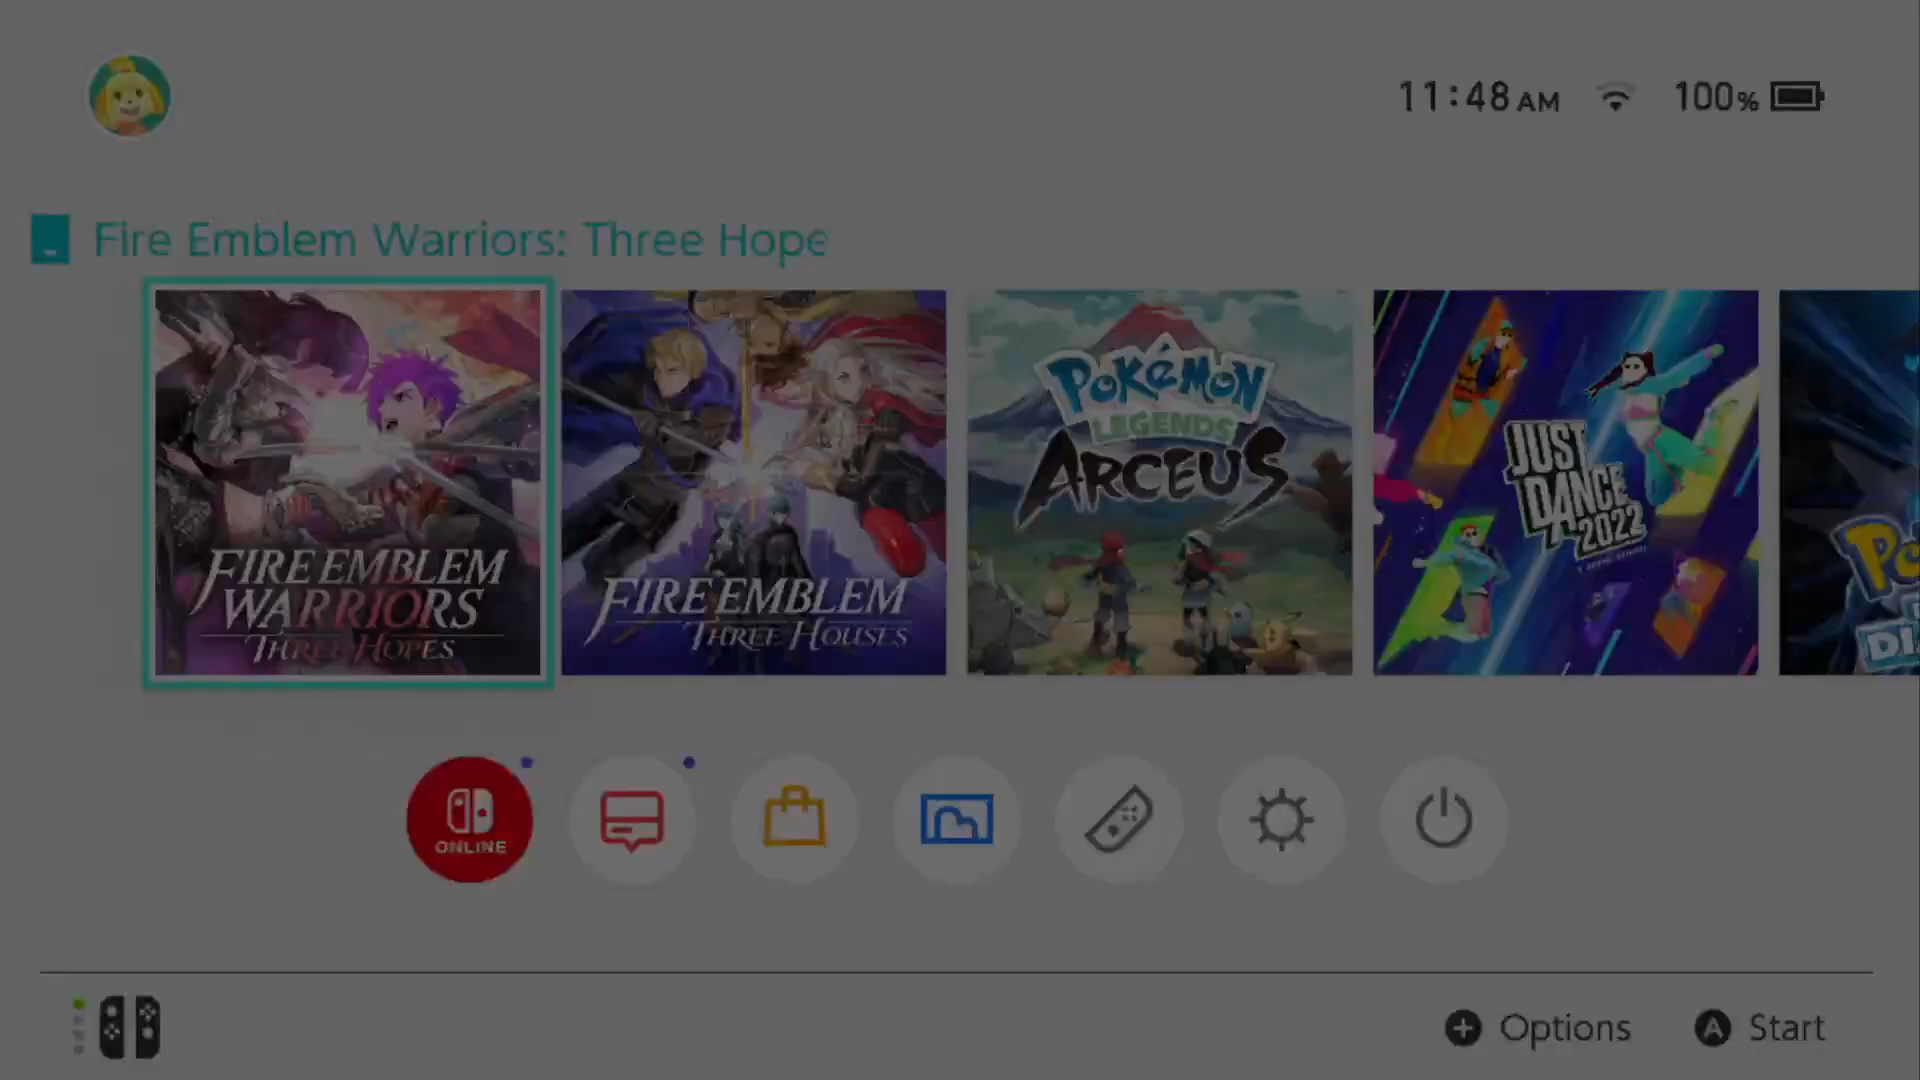 11:48 AM 100%
Fire Emblem Warriors: Three Hope
FIRE EMBLEM
WARRIORS
THREE HOPES
FIRE EMBLEM
THREE HOUSES
POKéMON
LEGENDS
ARCEUS
JUST
DANCE
2022
ONLINE
Options
Start